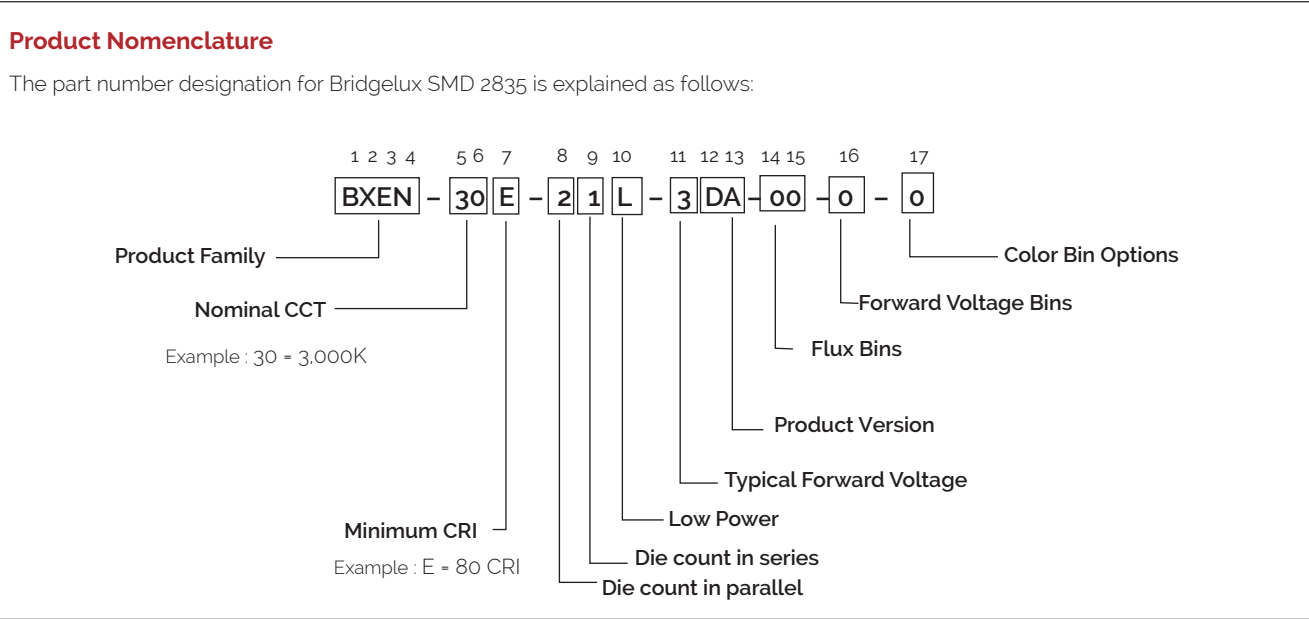 Product Nomenclature
The part number designation for Bridgelux SMD 2835 is explained as follows:
1 2 3 4 5 6 7 8 9 10 11 12 13 14 15 16 17
BXEN – 30 E – 2 1 L – 3 DA – 00 – 0 – 0
Product Family
Color Bin Options
Nominal CCT
Forward Voltage Bins
Example : 30 = 3,000K
Flux Bins
Product Version
Typical Forward Voltage
Low Power
Minimum CRI
Example : E = 80 CRI
Die count in series
Die count in parallel